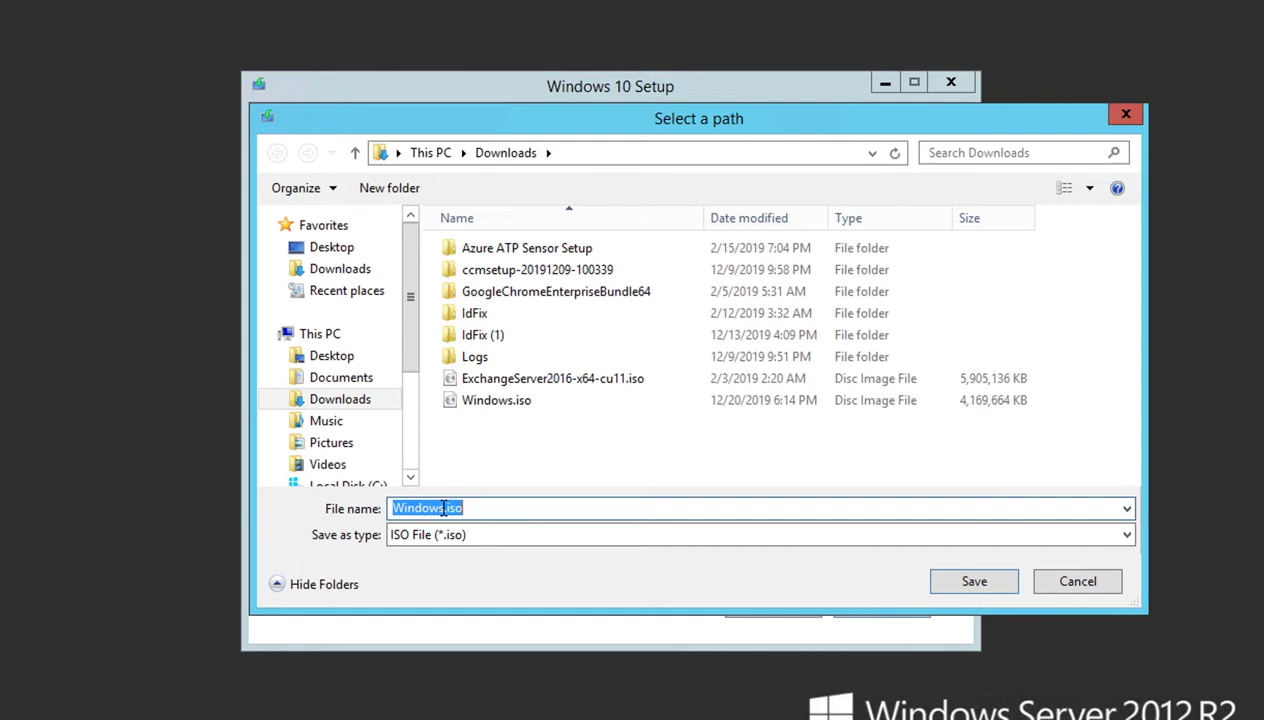 Windows 10 Setup
Select a path
This PC Downloads
Search Downloads
Organize New folder
Name Date modified Type Size
Favorites
Desktop
Downloads
Recent places
This PC
Desktop
Documents
Downloads
Music
Pictures
Videos
Local Disk (C:)
Azure ATP Sensor Setup 2/15/2019 7:04 PM File folder
ccmsetup-20191209-100339 12/9/2019 9:58 PM File folder
GoogleChromeEnterpriseBundle64 2/5/2019 5:31 AM File folder
IdFix 2/12/2019 3:32 AM File folder
IdFix (1) 12/13/2019 4:09 PM File folder
Logs 12/9/2019 9:51 PM File folder
ExchangeServer2016-x64-cu11.iso 2/3/2019 2:20 AM Disc Image File 5,905,136 KB
Windows.iso 12/20/2019 6:14 PM Disc Image File 4,169,664 KB
File name: Windows.iso
Save as type: ISO File (*.iso)
Hide Folders Save Cancel
Windows Server 2012 R2